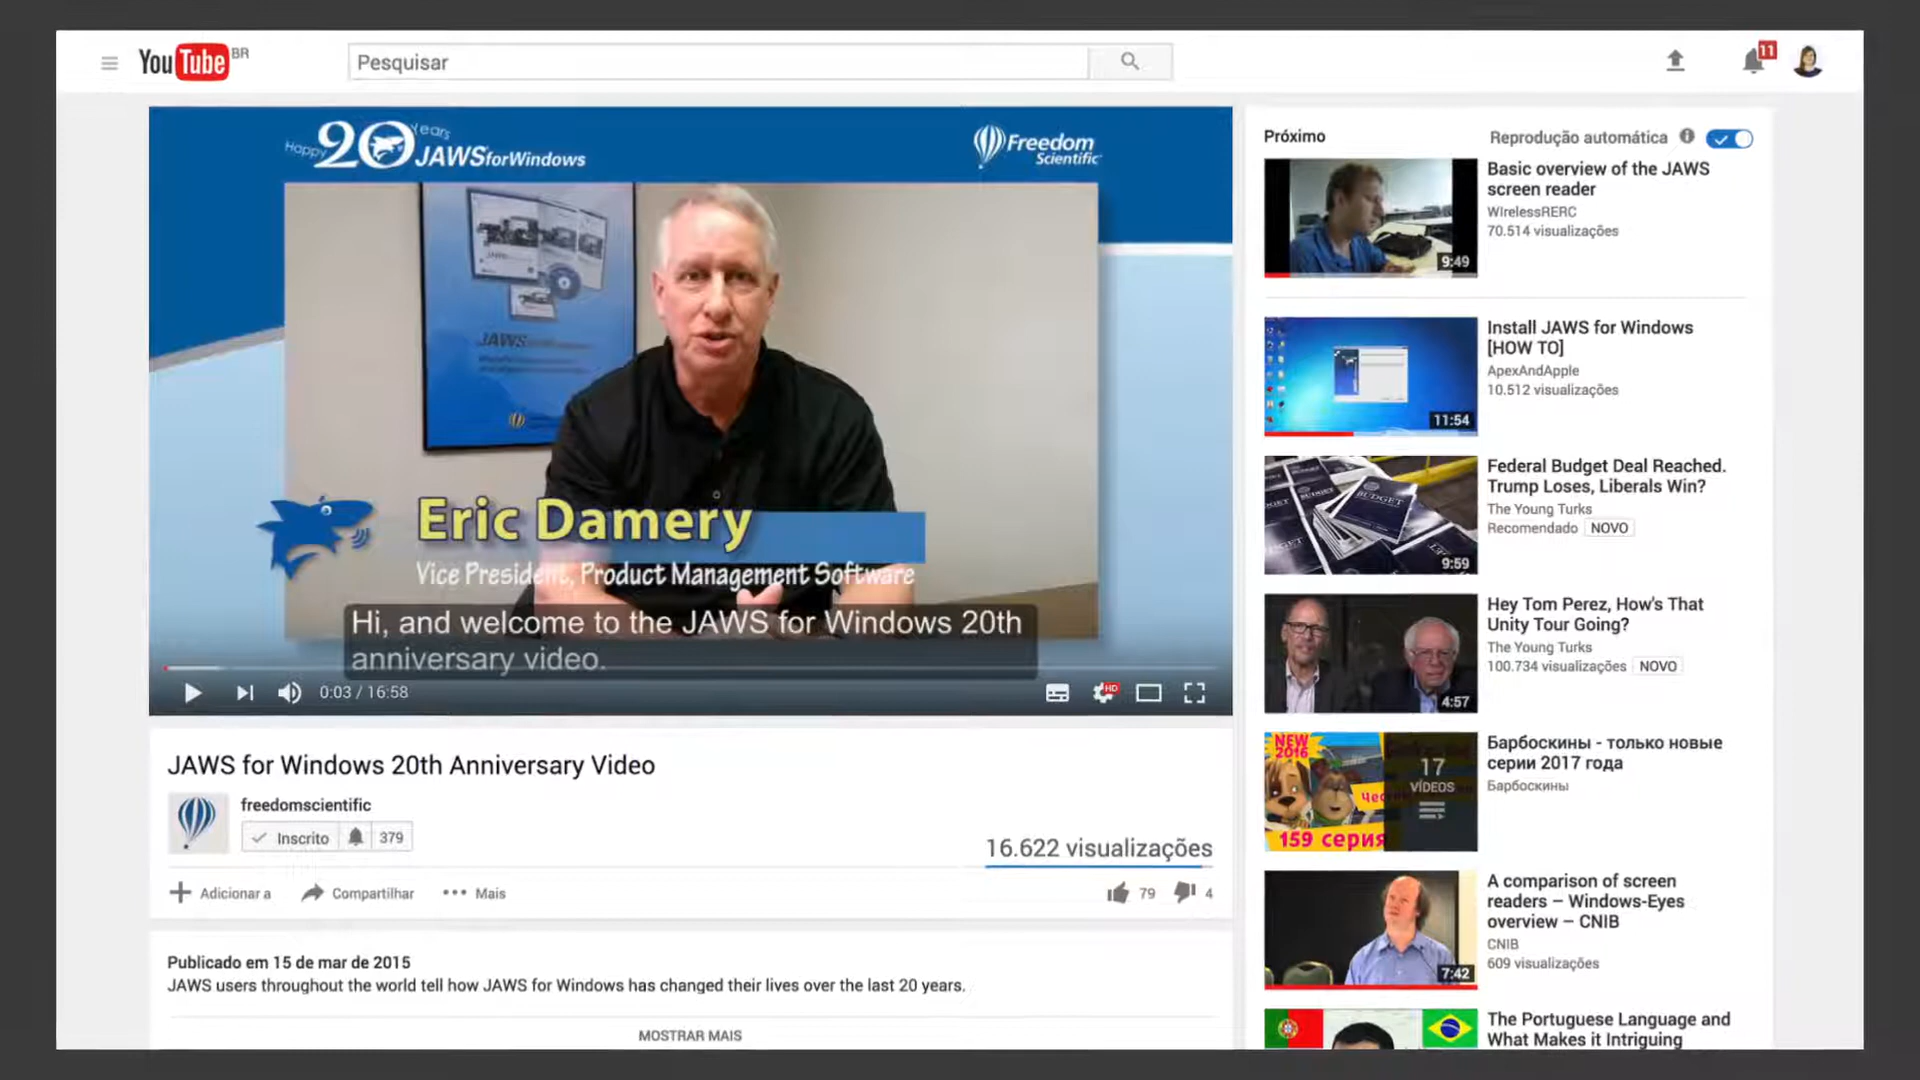 YouTube BR
Pesquisar
11
Happy 20 Years JAWS for Windows
Freedom
Scientific
JAWS
Eric Damery
Vice President, Product Management Software
Hi, and welcome to the JAWS for Windows 20th
anniversary video.
0:03 / 16:58
HD
JAWS for Windows 20th Anniversary Video
freedomscientific
Inscrito 379
16.622 visualizações
Adicionar a Compartilhar Mais
79 4
Publicado em 15 de mar de 2015
JAWS users throughout the world tell how JAWS for Windows has changed their lives over the last 20 years.
MOSTRAR MAIS
Próximo
Reprodução automática
Basic overview of the JAWS
screen reader
WirelessRERC
70.514 visualizações
9:49
Install JAWS for Windows
[HOW TO]
ApexAndApple
10.512 visualizações
11:54
Federal Budget Deal Reached.
Trump Loses, Liberals Win?
The Young Turks
Recomendado NOVO
BUDGET
9:59
Hey Tom Perez, How's That
Unity Tour Going?
The Young Turks
100.734 visualizações NOVO
4:57
Барбоскины - только новые
серии 2017 года
Барбоскины
NEW
2016
17
VÍDEOS
159 серия
A comparison of screen
readers – Windows-Eyes
overview – CNIB
CNIB
609 visualizações
7:42
The Portuguese Language and
What Makes it Intriguing